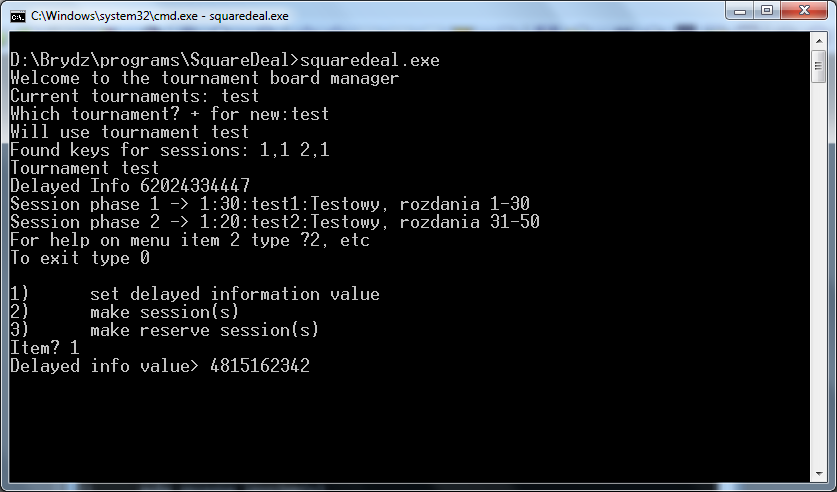 C:\Windows\system32\cmd.exe - squaredeal.exe
D:\Brydz\programs\SquareDeal>squaredeal.exe
Welcome to the tournament board manager
Current tournaments: test
Which tournament? + for new:test
Will use tournament test
Found keys for sessions: 1,1 2,1
Tournament test
Delayed Info 62024334447
Session phase 1 -> 1:30:test1:Testowy, rozdania 1-30
Session phase 2 -> 1:20:test2:Testowy, rozdania 31-50
For help on menu item 2 type ?2, etc
To exit type 0
1)      set delayed information value
2)      make session(s)
3)      make reserve session(s)
Item? 1
Delayed info value> 4815162342